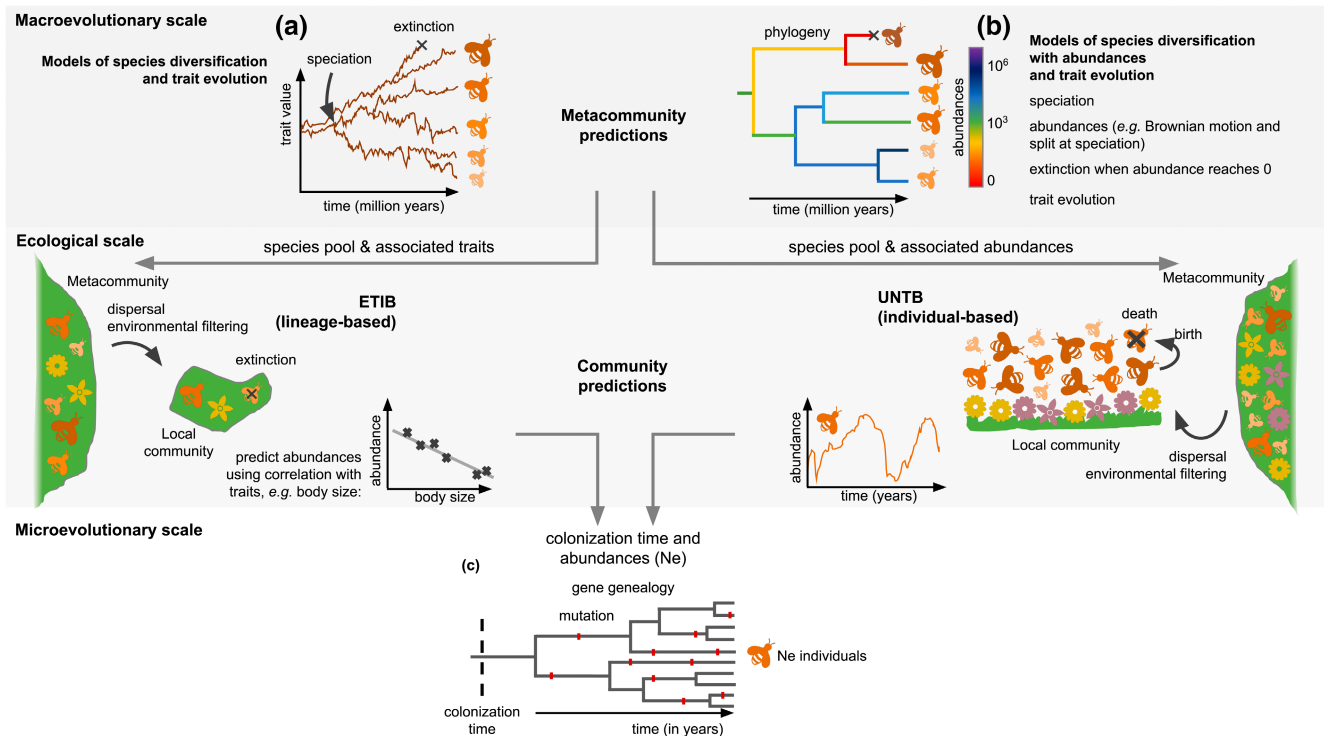 Macroevolutionary scale
(a)
Models of species diversification
and trait evolution
extinction
speciation
trait value
time (million years)
Metacommunity
predictions
(b)
phylogeny
abundances
10⁶
10³
0
time (million years)
Models of species diversification
with abundances
and trait evolution
speciation
abundances (e.g. Brownian motion and
split at speciation)
extinction when abundance reaches 0
trait evolution
Ecological scale
species pool & associated traits
species pool & associated abundances
Metacommunity
dispersal
environmental filtering
extinction
Local
community
ETIB
(lineage-based)
predict abundances
using correlation with
traits, e.g. body size:
abundance
body size
Community
predictions
UNTB
(individual-based)
death
birth
Metacommunity
Local community
dispersal
environmental filtering
abundance
time (years)
Microevolutionary scale
colonization time and
abundances (Ne)
(c)
gene genealogy
mutation
Ne individuals
colonization
time
time (in years)